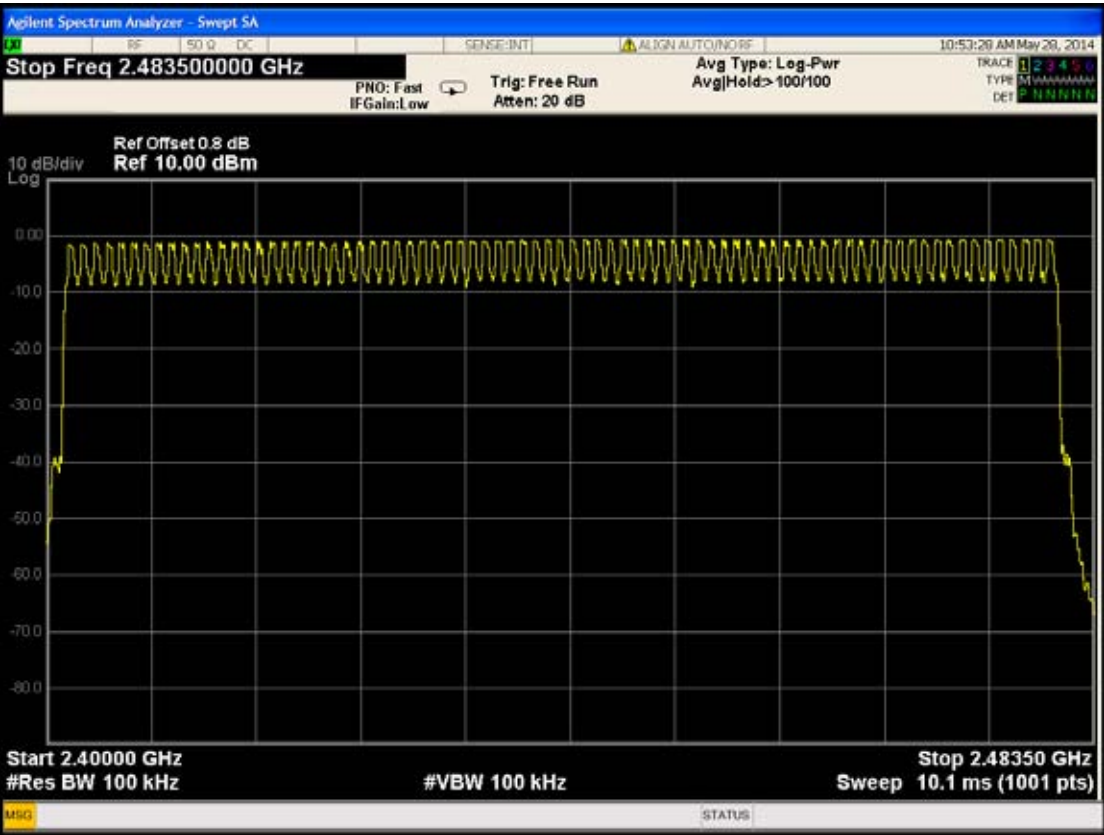 Agilent Spectrum Analyzer - Swept SA
RF 50 Ω DC SENSE:INT ALIGN AUTO/NO RF 10:53:28 AM May 28, 2014
Stop Freq 2.483500000 GHz
PNO: Fast
IFGain:Low
Trig: Free Run
Atten: 20 dB
Avg Type: Log-Pwr
Avg|Hold:>100/100
TRACE 1 2 3 4 5 6
TYPE M
DET P N N N N N
Ref Offset 0.8 dB
10 dB/div Ref 10.00 dBm
Log
0.00
-10.0
-20.0
-30.0
-40.0
-50.0
-60.0
-70.0
-80.0
Start 2.40000 GHz Stop 2.48350 GHz
#Res BW 100 kHz #VBW 100 kHz Sweep 10.1 ms (1001 pts)
MSG STATUS